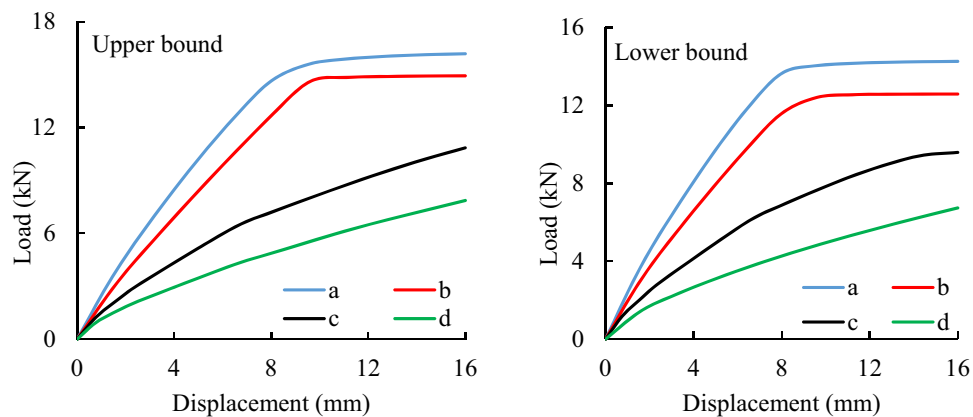 18
Upper bound
12
6
0
Load (kN)
a
b
c
d
0
4
8
12
16
Displacement (mm)
16
Lower bound
12
8
4
0
Load (kN)
a
b
c
d
0
4
8
12
16
Displacement (mm)